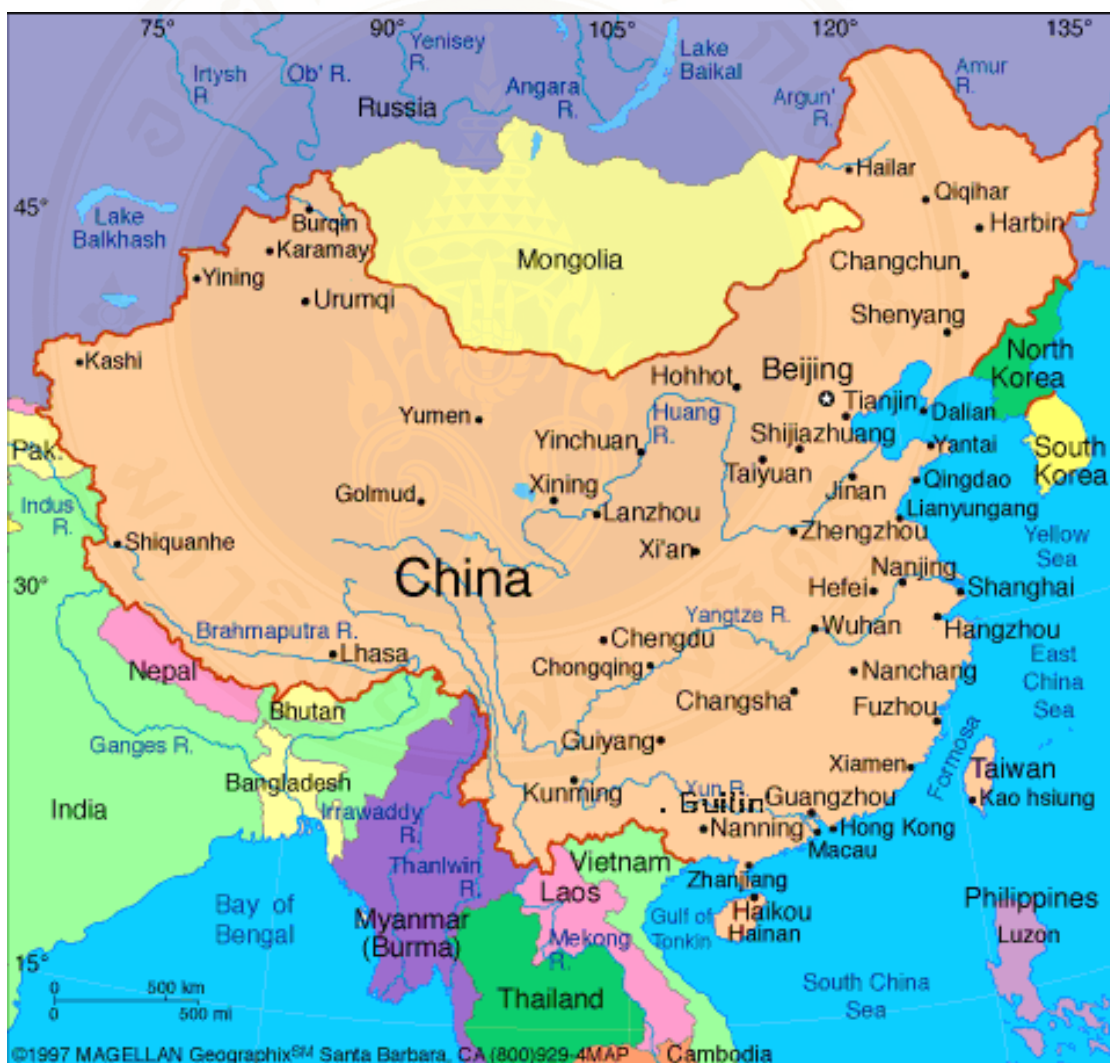 75°
90°
105°
120°
135°
Irtysh
R.
Ob' R.
Yenisey
R.
Angara
R.
Lake
Baikal
Argun'
R.
Amur
R.
Russia
Hailar
Qiqihar
Harbin
45°
Lake
Balkhash
Burqin
Karamay
Yining
Urumqi
Mongolia
Changchun
Shenyang
Kashi
Hohhot
Beijing
North
Korea
Yumen
Huang
R.
Tianjin
Dalian
Yinchuan
Shijiazhuang
Yantai
South
Korea
Pak.
Taiyuan
Golmud
Xining
Jinan
Qingdao
Indus
R.
Lanzhou
Lianyungang
Shiquanhe
Xi'an
Zhengzhou
Yellow
Sea
China
Nanjing
30°
Hefei
Shanghai
Brahmaputra R.
Yangtze R.
Wuhan
Hangzhou
Lhasa
Chengdu
Nepal
Chongqing
Nanchang
East
China
Sea
Changsha
Bhutan
Fuzhou
Ganges R.
Guiyang
Formosa
Bangladesh
Xiamen
Taiwan
Kunming
Xun R.
India
Irrawaddy
R.
Guilin
Guangzhou
Kao hsiung
Nanning
Hong Kong
Macau
Vietnam
Thanlwin
R.
Laos
Zhanjiang
Bay of
Bengal
Myanmar
(Burma)
Haikou
Hainan
Gulf of
Tonkin
Philippines
Luzon
Mekong
R.
15°
South China
Sea
0 500 km
0 500 mi
Thailand
©1997 MAGELLAN Geographix℠ Santa Barbara, CA (800)929-4MAP
Cambodia